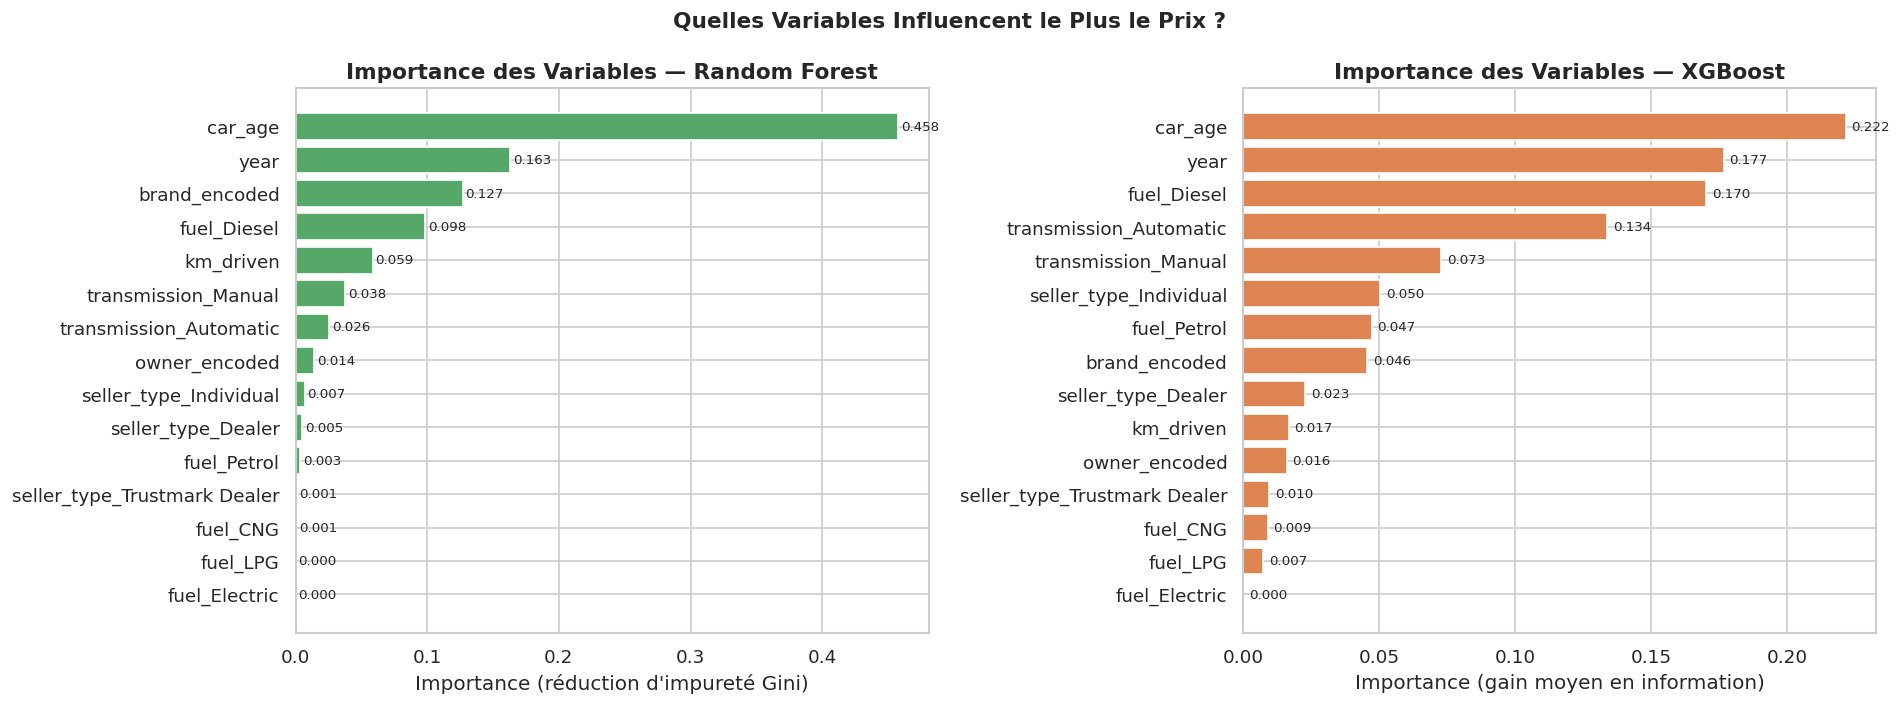 Quelles Variables Influencent le Plus le Prix ?
Importance des Variables — Random Forest
car_age 0.458
year 0.163
brand_encoded 0.127
fuel_Diesel 0.098
km_driven 0.059
transmission_Manual 0.038
transmission_Automatic 0.026
owner_encoded 0.014
seller_type_Individual 0.007
seller_type_Dealer 0.005
fuel_Petrol 0.003
seller_type_Trustmark Dealer 0.001
fuel_CNG 0.001
fuel_LPG 0.000
fuel_Electric 0.000
0.0 0.1 0.2 0.3 0.4
Importance (réduction d'impureté Gini)
Importance des Variables — XGBoost
car_age 0.222
year 0.177
fuel_Diesel 0.170
transmission_Automatic 0.134
transmission_Manual 0.073
seller_type_Individual 0.050
fuel_Petrol 0.047
brand_encoded 0.046
seller_type_Dealer 0.023
km_driven 0.017
owner_encoded 0.016
seller_type_Trustmark Dealer 0.010
fuel_CNG 0.009
fuel_LPG 0.007
fuel_Electric 0.000
0.00 0.05 0.10 0.15 0.20
Importance (gain moyen en information)